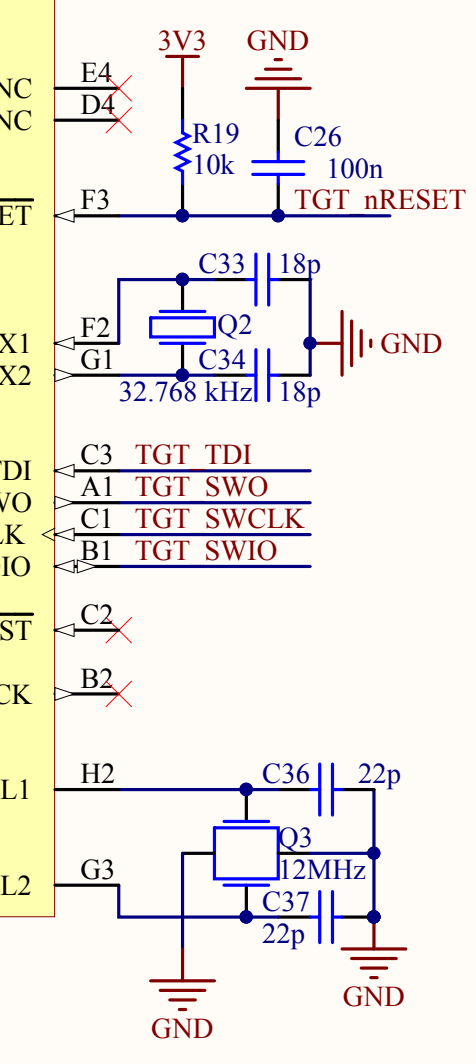 3V3
GND
NC E4
NC D4
R19
10k
C26
100n
ET F3 TGT_nRESET
C33 18p
X1 F2
Q2
GND
X2 G1
C34 18p
32.768 kHz
TDI C3 TGT_TDI
WO A1 TGT_SWO
LK C1 TGT_SWCLK
IO B1 TGT_SWIO
ST C2
CK B2
L1 H2
C36 22p
Q3
12MHz
L2 G3
C37
22p
GND
GND